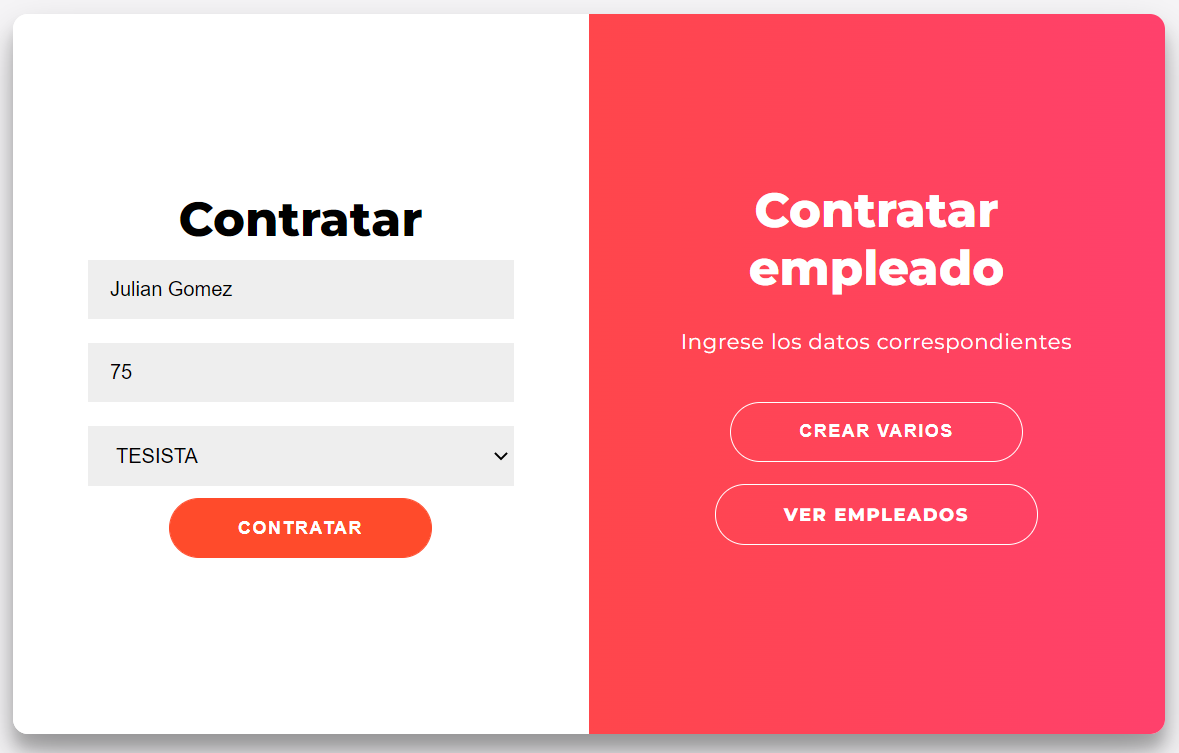 Contratar
Julian Gomez
75
TESISTA
CONTRATAR
Contratar
empleado
Ingrese los datos correspondientes
CREAR VARIOS
VER EMPLEADOS